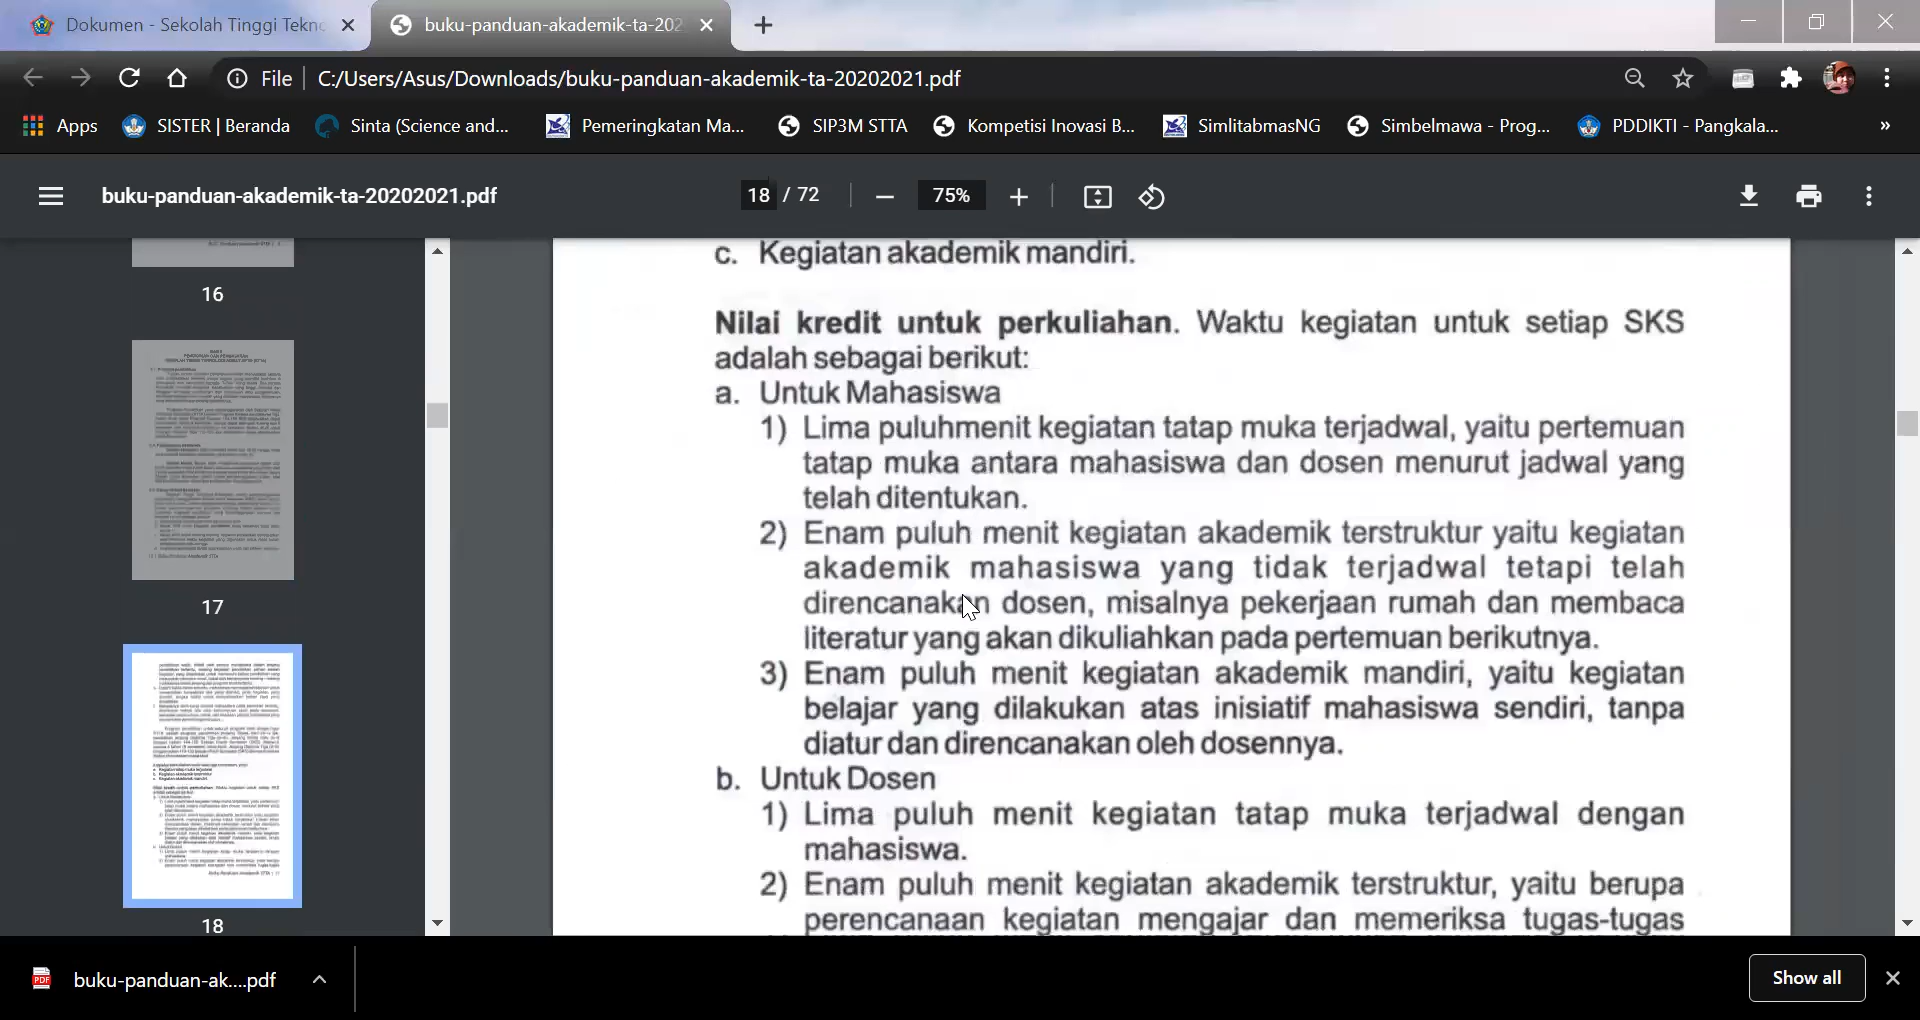 Dokumen - Sekolah Tinggi Tekno
buku-panduan-akademik-ta-202
File
C:/Users/Asus/Downloads/buku-panduan-akademik-ta-20202021.pdf
Apps
SISTER | Beranda
Sinta (Science and...
Pemeringkatan Ma...
SIP3M STTA
Kompetisi Inovasi B...
SimlitabmasNG
Simbelmawa - Prog...
PDDIKTI - Pangkala...
»
buku-panduan-akademik-ta-20202021.pdf
18 / 72
75%
16
17
18
c. Kegiatan akademik mandiri.
Nilai kredit untuk perkuliahan. Waktu kegiatan untuk setiap SKS
adalah sebagai berikut:
a. Untuk Mahasiswa
1) Lima puluhmenit kegiatan tatap muka terjadwal, yaitu pertemuan
tatap muka antara mahasiswa dan dosen menurut jadwal yang
telah ditentukan.
2) Enam puluh menit kegiatan akademik terstruktur yaitu kegiatan
akademik mahasiswa yang tidak terjadwal tetapi telah
direncanakan dosen, misalnya pekerjaan rumah dan membaca
literatur yang akan dikuliahkan pada pertemuan berikutnya.
3) Enam puluh menit kegiatan akademik mandiri, yaitu kegiatan
belajar yang dilakukan atas inisiatif mahasiswa sendiri, tanpa
diatur dan direncanakan oleh dosennya.
b. Untuk Dosen
1) Lima puluh menit kegiatan tatap muka terjadwal dengan
mahasiswa.
2) Enam puluh menit kegiatan akademik terstruktur, yaitu berupa
perencanaan kegiatan mengajar dan memeriksa tugas-tugas
PDF
buku-panduan-ak....pdf
Show all